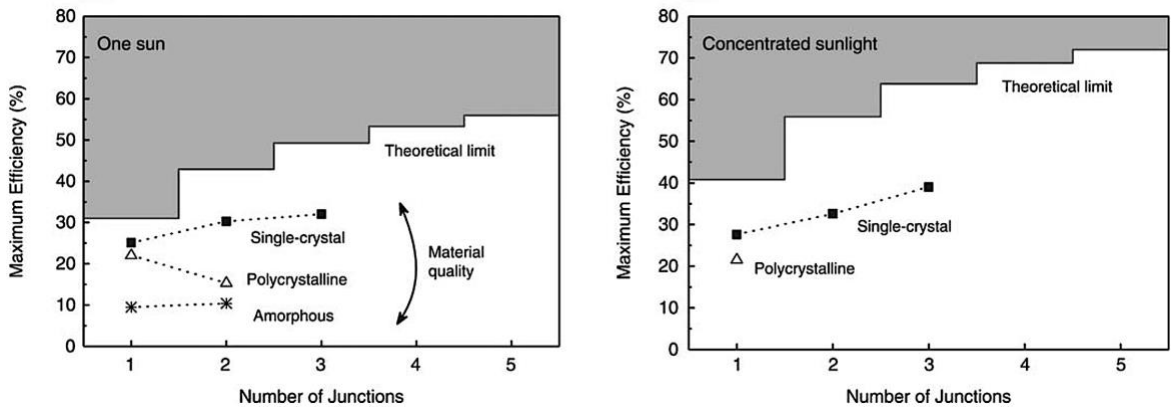 80
70
60
50
40
30
20
10
0
Maximum Efficiency (%)
One sun
Theoretical limit
Single-crystal
Polycrystalline
Amorphous
Material
quality
1 2 3 4 5
Number of Junctions
80
70
60
50
40
30
20
10
0
Maximum Efficiency (%)
Concentrated sunlight
Theoretical limit
Single-crystal
Polycrystalline
1 2 3 4 5
Number of Junctions